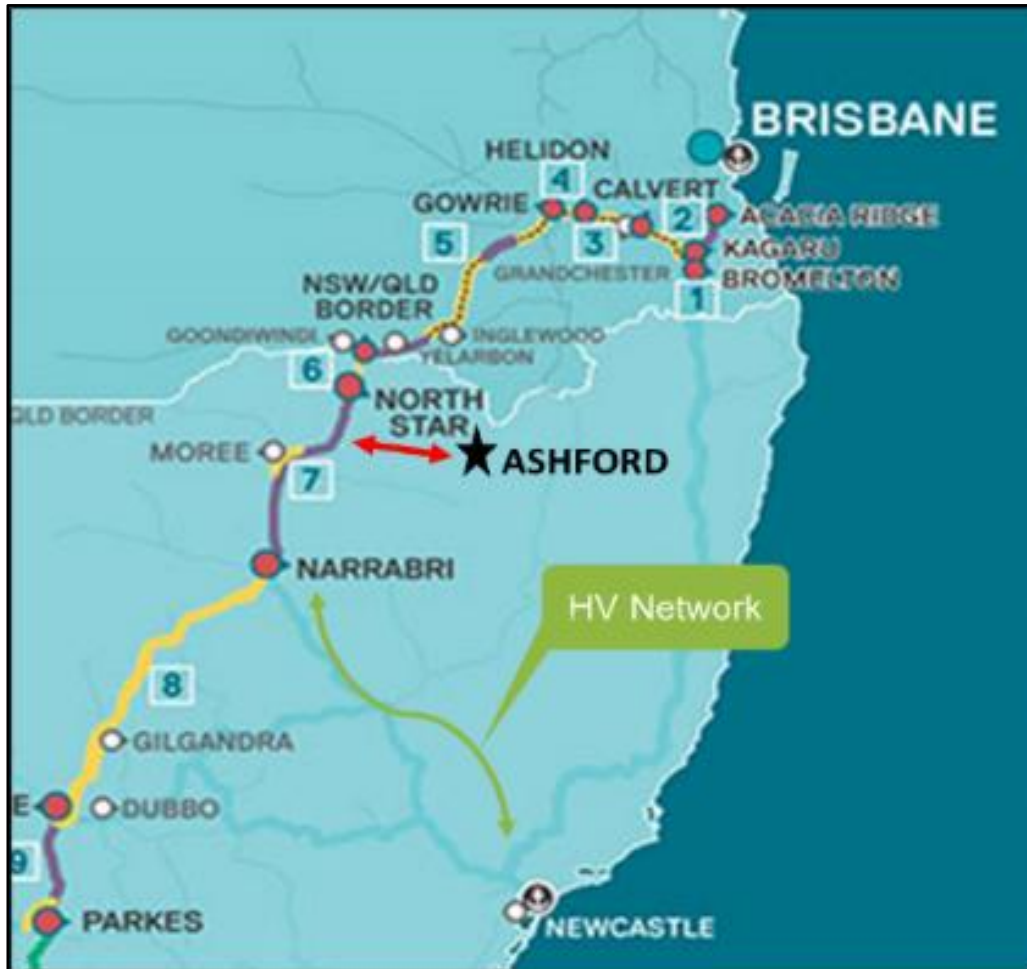 BRISBANE
HELIDON
4
CALVERT
GOWRIE
2
ACACIA RIDGE
5
3
KAGARU
GRANDCHESTER
BROMELTON
1
NSW/QLD
BORDER
GOONDIWINDI
INGLEWOOD
YELARBON
6
NORTH
STAR
QLD BORDER
MOREE
ASHFORD
7
NARRABRI
HV Network
8
GILGANDRA
E
DUBBO
9
PARKES
NEWCASTLE